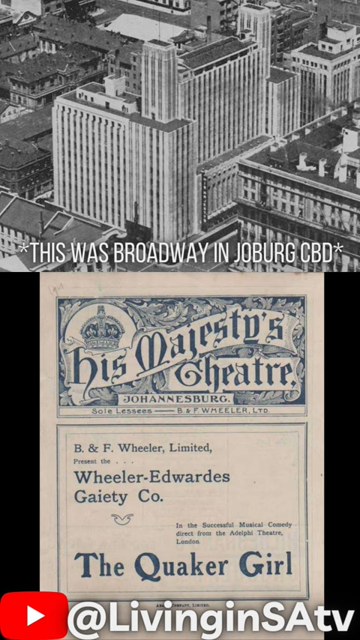 *THIS WAS BROADWAY IN JOBURG CBD*
His Majesty's
Theatre.
JOHANNESBURG.
Sole Lessees — B. & F. WHEELER, LTD.
B. & F. Wheeler, Limited,
Present the . . .
Wheeler-Edwardes
Gaiety Co.
In the Successful Musical Comedy
direct from the Adelphi Theatre,
London
The Quaker Girl
@LivinginSAtv